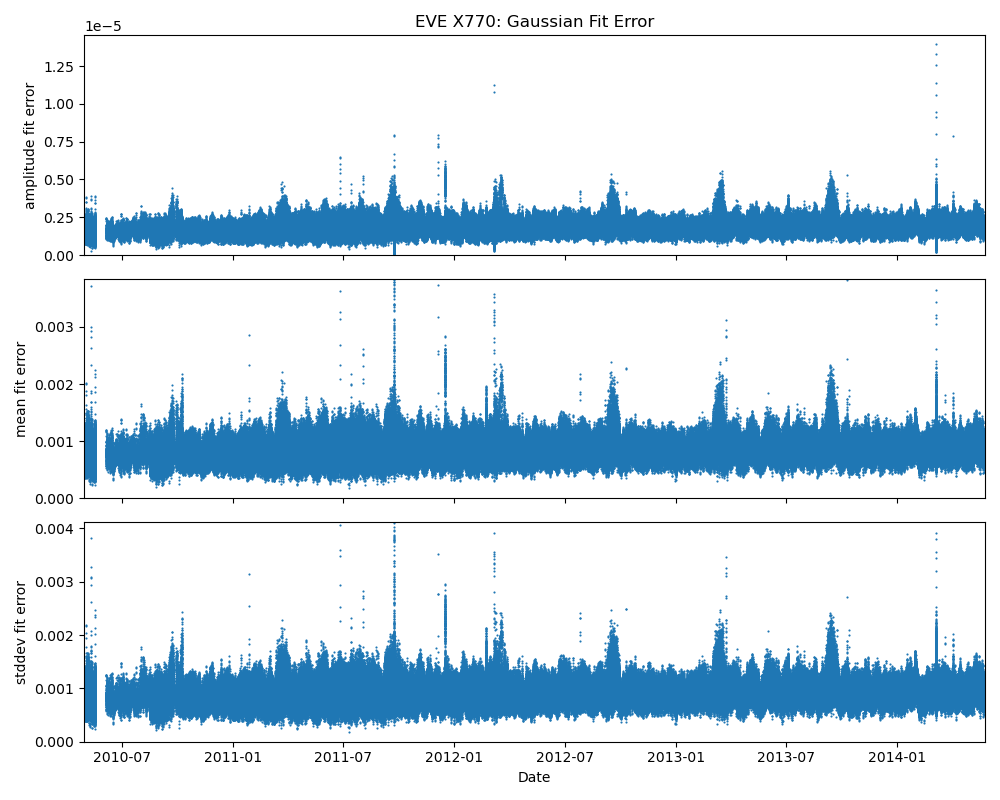 EVE X770: Gaussian Fit Error
1e−5
1.25
1.00
0.75
0.50
0.25
0.00
amplitude fit error
0.003
0.002
0.001
0.000
mean fit error
0.004
0.003
0.002
0.001
0.000
stddev fit error
2010-07 2011-01 2011-07 2012-01 2012-07 2013-01 2013-07 2014-01
Date